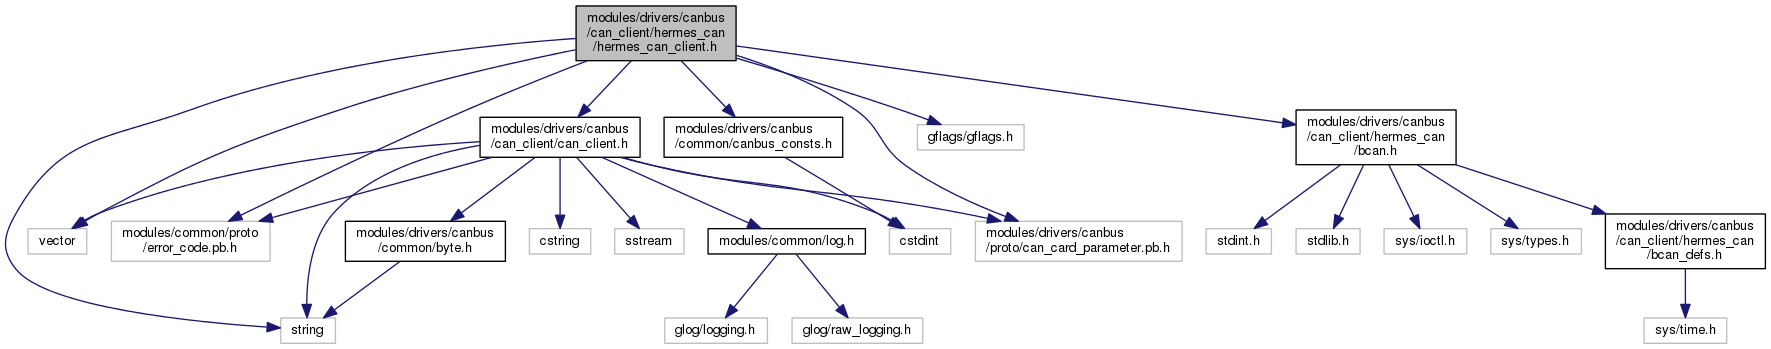 modules/drivers/canbus
/can_client/hermes_can
/hermes_can_client.h
modules/drivers/canbus
/can_client/can_client.h
modules/drivers/canbus
/common/canbus_consts.h
gflags/gflags.h
modules/drivers/canbus
/can_client/hermes_can
/bcan.h
vector
modules/common/proto
/error_code.pb.h
modules/drivers/canbus
/common/byte.h
cstring
sstream
modules/common/log.h
cstdint
modules/drivers/canbus
/proto/can_card_parameter.pb.h
stdint.h
stdlib.h
sys/ioctl.h
sys/types.h
modules/drivers/canbus
/can_client/hermes_can
/bcan_defs.h
string
glog/logging.h
glog/raw_logging.h
sys/time.h